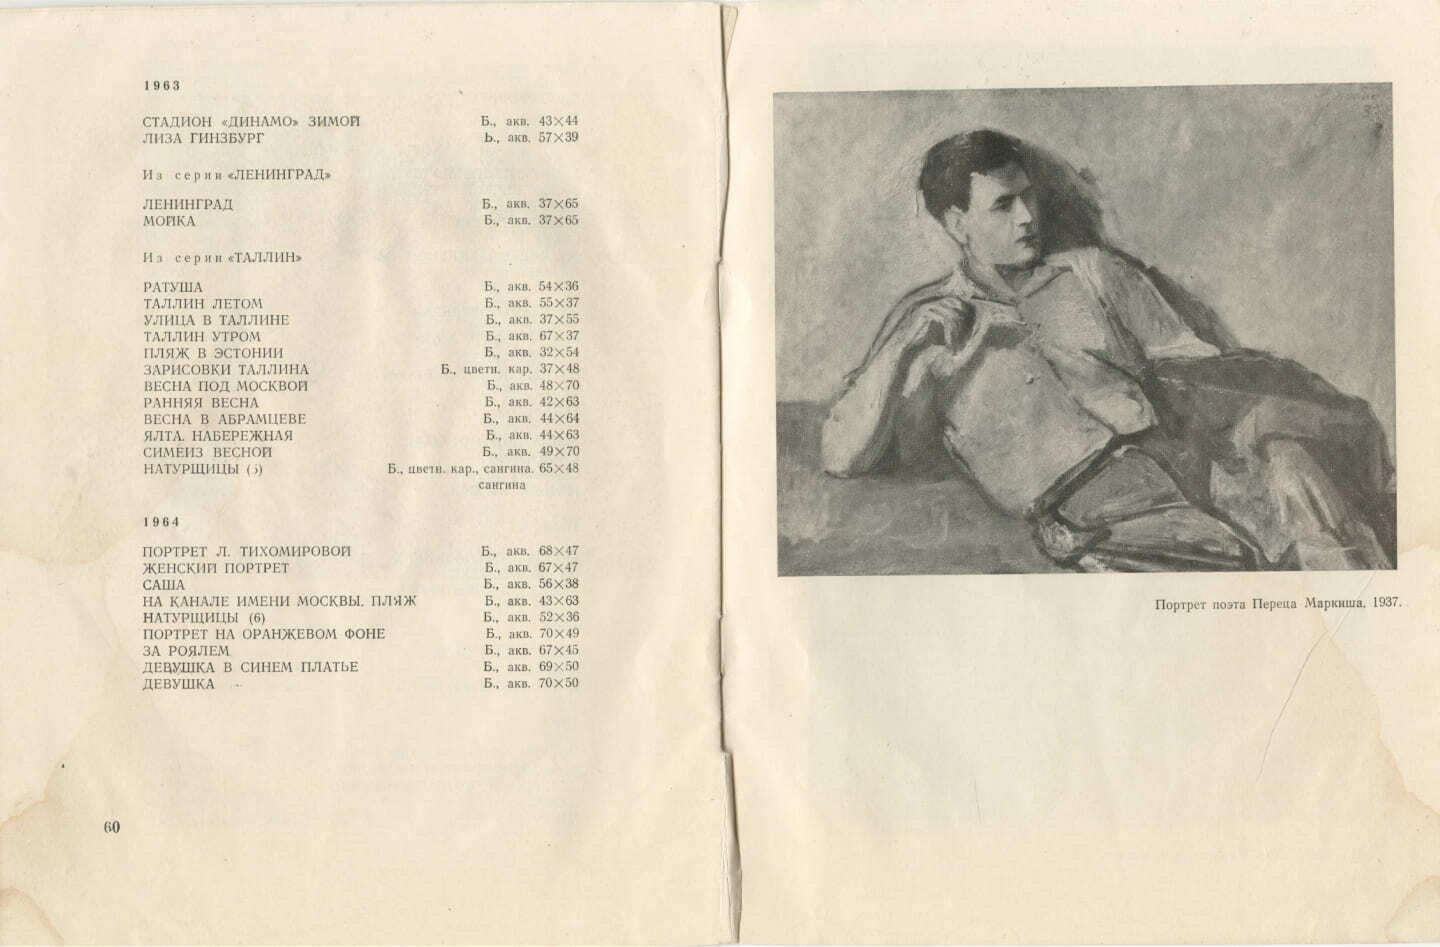 1963
СТАДИОН «ДИНАМО» ЗИМОЙ Б., акв. 43×44
ЛИЗА ГИНЗБУРГ Б., акв. 57×39
Из серии «ЛЕНИНГРАД»
ЛЕНИНГРАД Б., акв. 37×65
МОЙКА Б., акв. 37×65
Из серии «ТАЛЛИН»
РАТУША Б., акв. 54×36
ТАЛЛИН ЛЕТОМ Б., акв. 55×37
УЛИЦА В ТАЛЛИНЕ Б., акв. 37×55
ТАЛЛИН УТРОМ Б., акв. 67×37
ПЛЯЖ В ЭСТОНИИ Б., акв. 32×54
ЗАРИСОВКИ ТАЛЛИНА Б., цветн. кар. 37×48
ВЕСНА ПОД МОСКВОЙ Б., акв. 48×70
РАННЯЯ ВЕСНА Б., акв. 42×63
ВЕСНА В АБРАМЦЕВЕ Б., акв. 44×64
ЯЛТА. НАБЕРЕЖНАЯ Б., акв. 44×63
СИМЕИЗ ВЕСНОЙ Б., акв. 49×70
НАТУРЩИЦЫ (5) Б., цветн. кар., сангина. 65×48
сангина
1964
ПОРТРЕТ Л. ТИХОМИРОВОЙ Б., акв. 68×47
ЖЕНСКИЙ ПОРТРЕТ Б., акв. 67×47
САША Б., акв. 56×38
НА КАНАЛЕ ИМЕНИ МОСКВЫ. ПЛЯЖ Б., акв. 43×63
НАТУРЩИЦЫ (6) Б., акв. 52×36
ПОРТРЕТ НА ОРАНЖЕВОМ ФОНЕ Б., акв. 70×49
ЗА РОЯЛЕМ Б., акв. 67×45
ДЕВУШКА В СИНЕМ ПЛАТЬЕ Б., акв. 69×50
ДЕВУШКА Б., акв. 70×50
60
Портрет поэта Переца Маркиша. 1937.